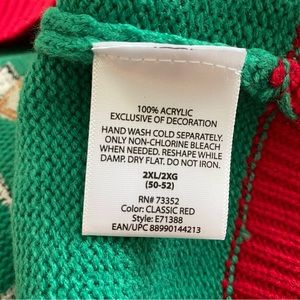 100% ACRYLIC
EXCLUSIVE OF DECORATION
HAND WASH COLD SEPARATELY.
ONLY NON-CHLORINE BLEACH
WHEN NEEDED. RESHAPE WHILE
DAMP. DRY FLAT. DO NOT IRON.
2XL/2XG
(50-52)
RN# 73352
Color: CLASSIC RED
Style: E71388
EAN/UPC 88990144213